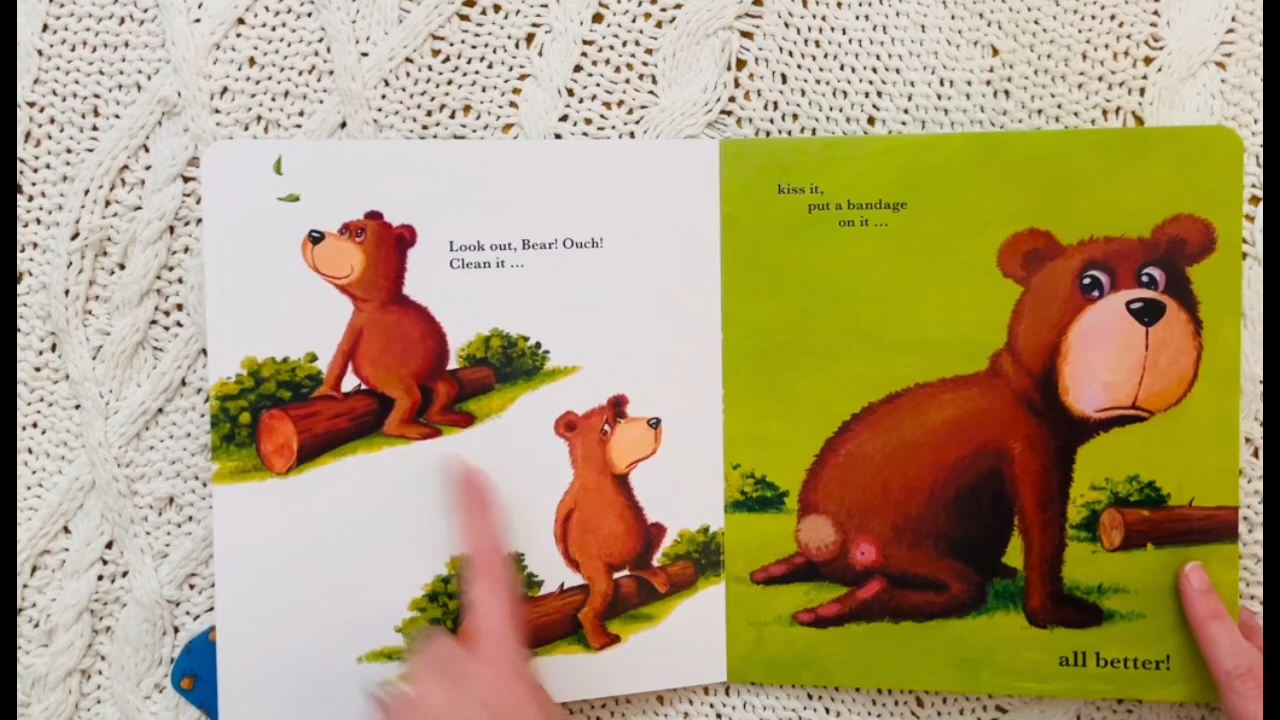 Look out, Bear! Ouch!
Clean it ...
kiss it,
put a bandage
on it ...
all better!